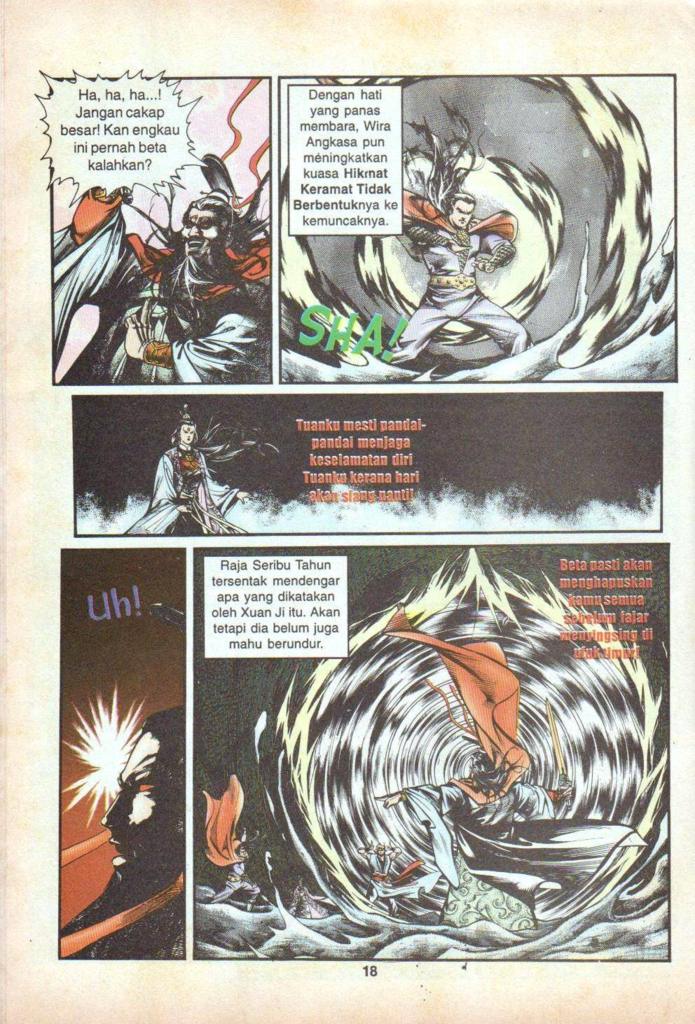 Ha, ha, ha...!
Jangan cakap
besar! Kan engkau
ini pernah beta
kalahkan?
Dengan hati
yang panas
membara, Wira
Angkasa pun
meningkatkan
kuasa Hikmat
Keramat Tidak
Berbentuknya ke
kemuncaknya.
SHA!
Tuanku mesti pandai-
pandai menjaga
keselamatan diri
Tuanku kerana hari
akan siang nanti!
Uh!
Raja Seribu Tahun
tersentak mendengar
apa yang dikatakan
oleh Xuan Ji itu. Akan
tetapi dia belum juga
mahu berundur.
Beta pasti akan
menghapuskan
kamu semua
sebelum fajar
menyingsing di
ufuk timur!
18